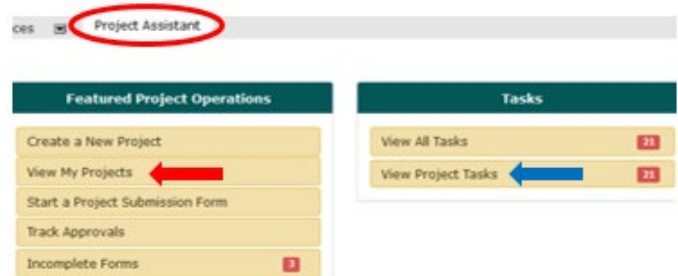 ces Project Assistant
Featured Project Operations
Create a New Project
View My Projects
Start a Project Submission Form
Track Approvals
Incomplete Forms 3
Tasks
View All Tasks 21
View Project Tasks 21